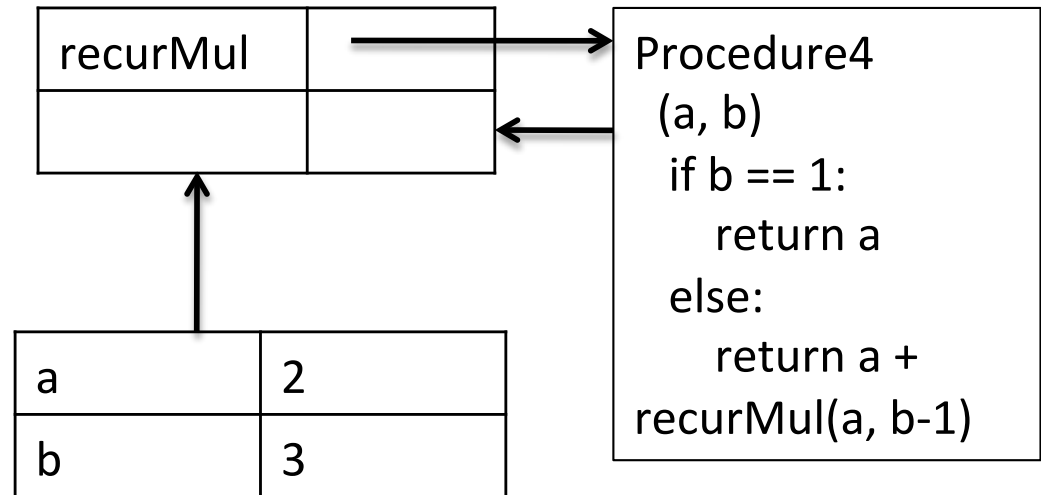 recurMul
Procedure4
(a, b)
if b == 1:
return a
else:
return a +
recurMul(a, b-1)
a 2
b 3